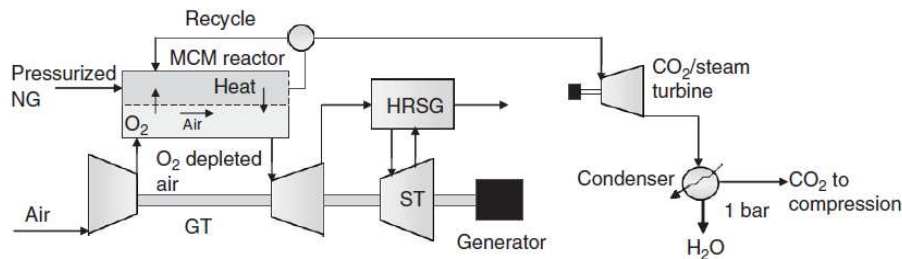 Recycle
MCM reactor
Pressurized
NG
Heat
O2
Air
HRSG
CO2/steam
turbine
O2 depleted
air
Air
GT
ST
Generator
Condenser
CO2 to
compression
1 bar
H2O